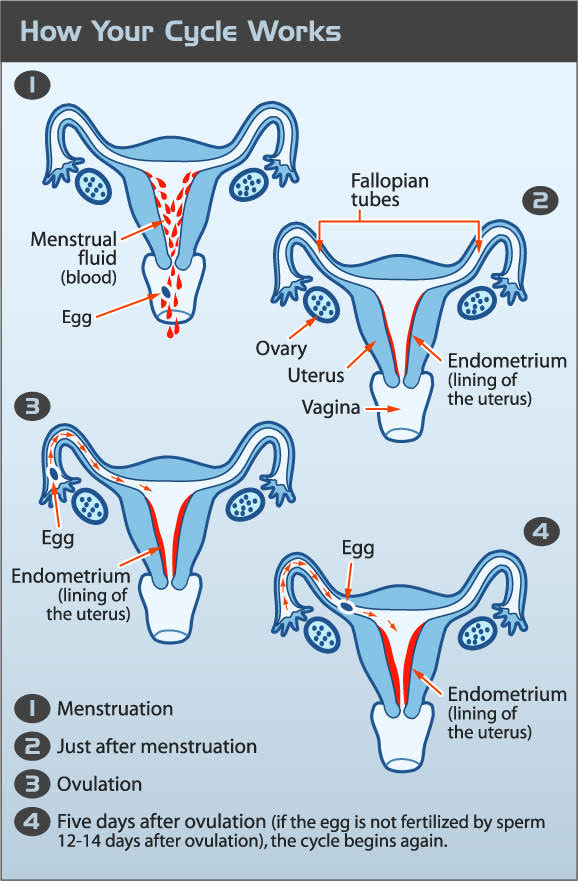 How Your Cycle Works
1
Menstrual
fluid
(blood)
Egg
2
Fallopian
tubes
Ovary
Uterus
Vagina
Endometrium
(lining of
the uterus)
3
Egg
Endometrium
(lining of
the uterus)
4
Egg
Endometrium
(lining of
the uterus)
1 Menstruation
2 Just after menstruation
3 Ovulation
4 Five days after ovulation (if the egg is not fertilized by sperm
12-14 days after ovulation), the cycle begins again.